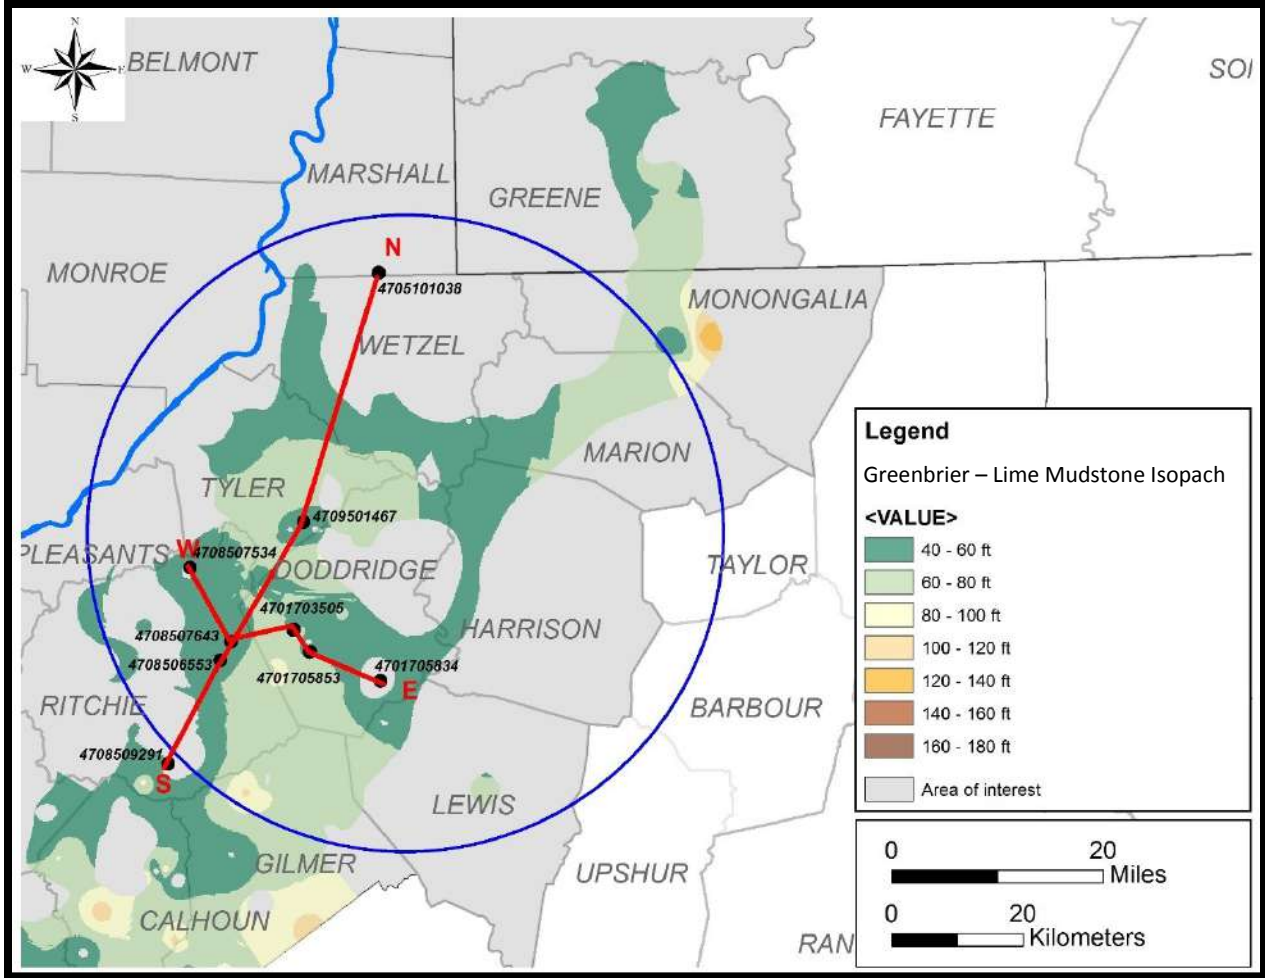 N
W
E
S
BELMONT
SO
FAYETTE
MARSHALL
GREENE
N
MONROE
4705101038
MONONGALIA
WETZEL
MARION
TYLER
4709501467
PLEASANTS
W
4708507534
DODDRIDGE
TAYLOR
4701703505
4708507643
HARRISON
4708506553
4701705853
4701705834
E
RITCHIE
BARBOUR
4708509291
S
LEWIS
GILMER
UPSHUR
CALHOUN
RAN
Legend
Greenbrier – Lime Mudstone Isopach
<VALUE>
40 - 60 ft
60 - 80 ft
80 - 100 ft
100 - 120 ft
120 - 140 ft
140 - 160 ft
160 - 180 ft
Area of interest
0 20
Miles
0 20
Kilometers